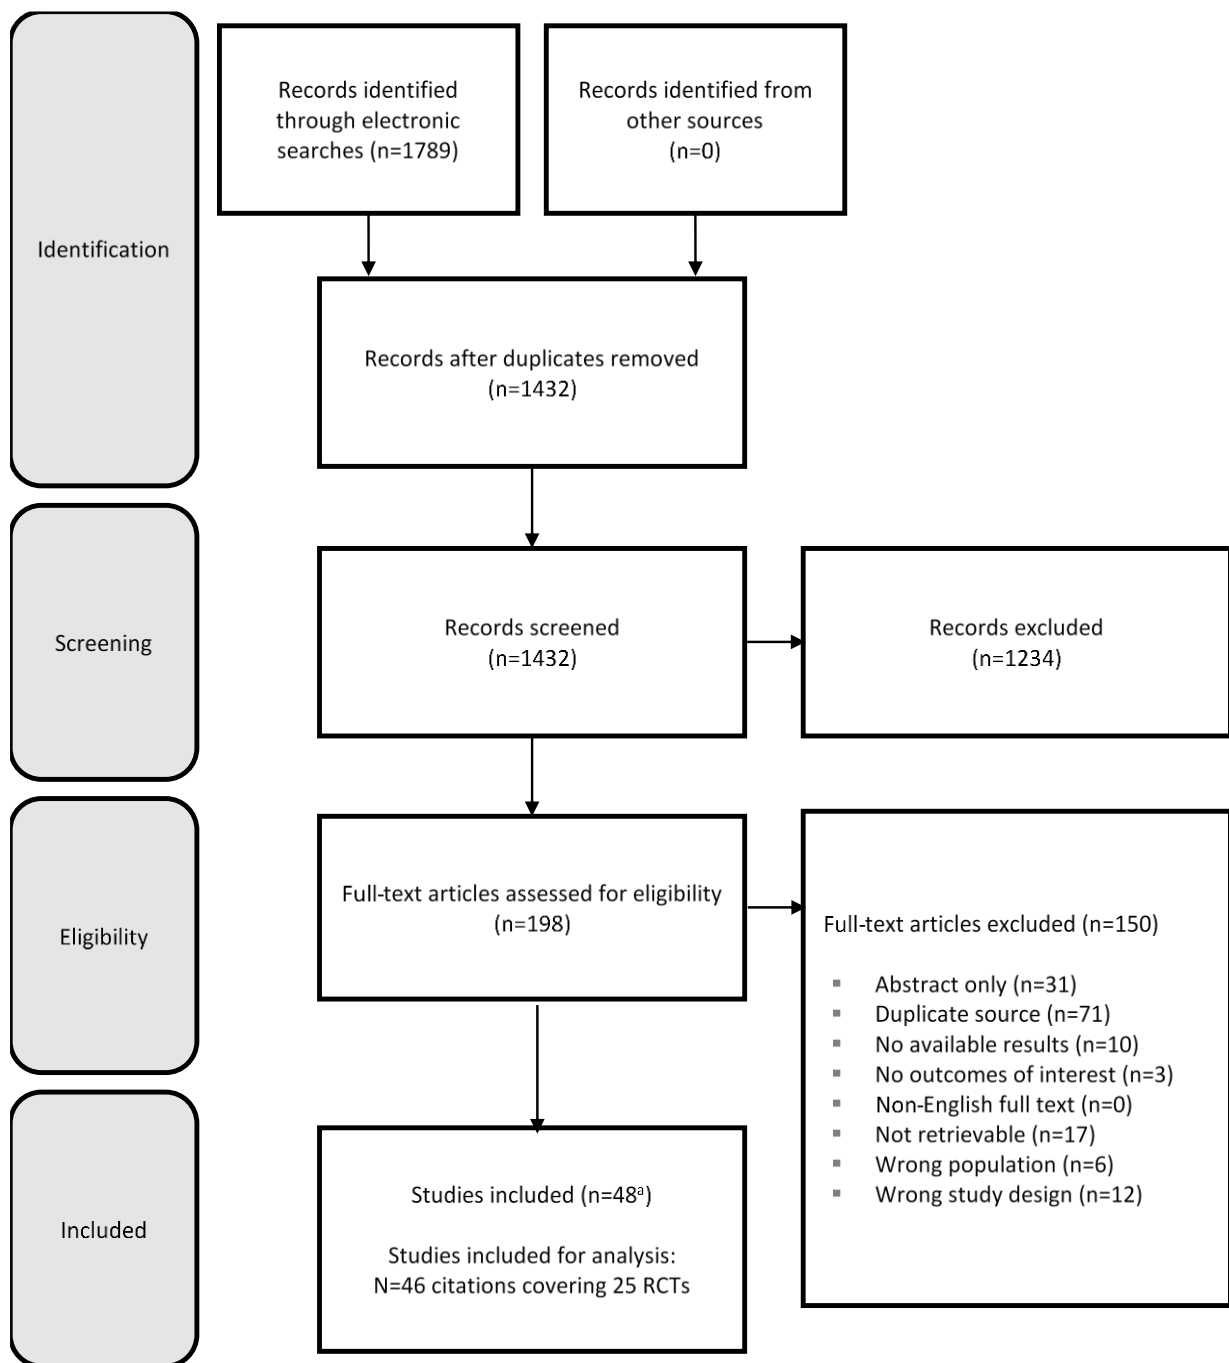 Identification
Records identified
through electronic
searches (n=1789)
Records identified from
other sources
(n=0)
Records after duplicates removed
(n=1432)
Screening
Records screened
(n=1432)
Records excluded
(n=1234)
Eligibility
Full-text articles assessed for eligibility
(n=198)
Full-text articles excluded (n=150)
▪ Abstract only (n=31)
▪ Duplicate source (n=71)
▪ No available results (n=10)
▪ No outcomes of interest (n=3)
▪ Non-English full text (n=0)
▪ Not retrievable (n=17)
▪ Wrong population (n=6)
▪ Wrong study design (n=12)
Included
Studies included (n=48ª)
Studies included for analysis:
N=46 citations covering 25 RCTs